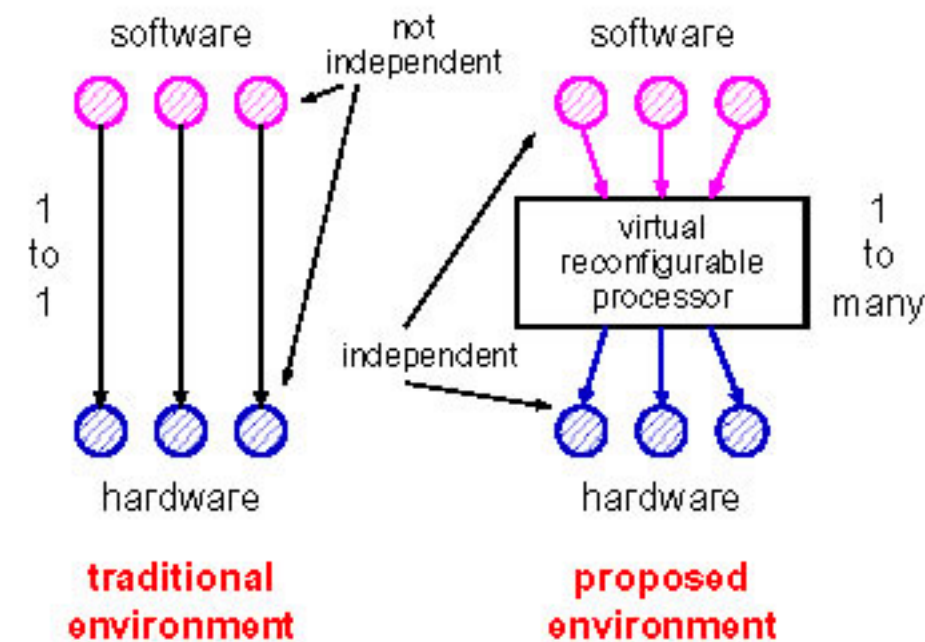 software
not
independent
software
1
to
1
virtual
reconfigurable
processor
1
to
many
independent
hardware
hardware
traditional
environment
proposed
environment